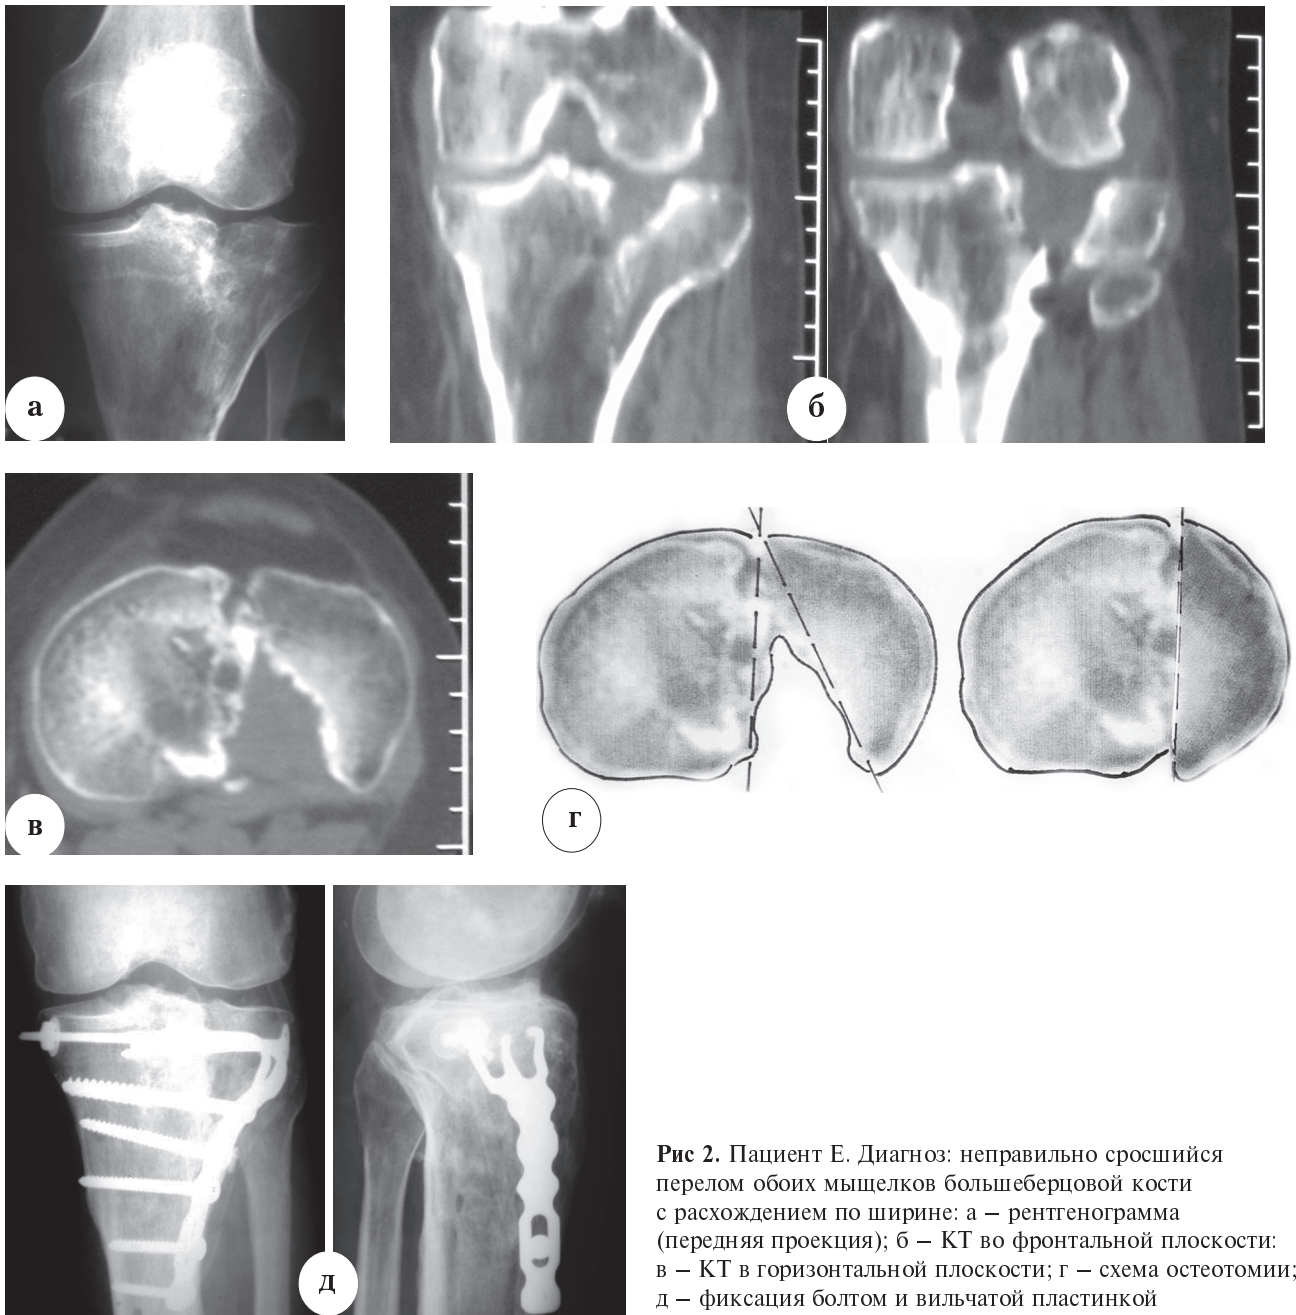 а
б
в
г
д
Рис 2. Пациент Е. Диагноз: неправильно сросшийся
перелом обоих мыщелков большеберцовой кости
с расхождением по ширине: а – рентгенограмма
(передняя проекция); б – КТ во фронтальной плоскости:
в – КТ в горизонтальной плоскости; г – схема остеотомии;
д – фиксация болтом и вильчатой пластинкой